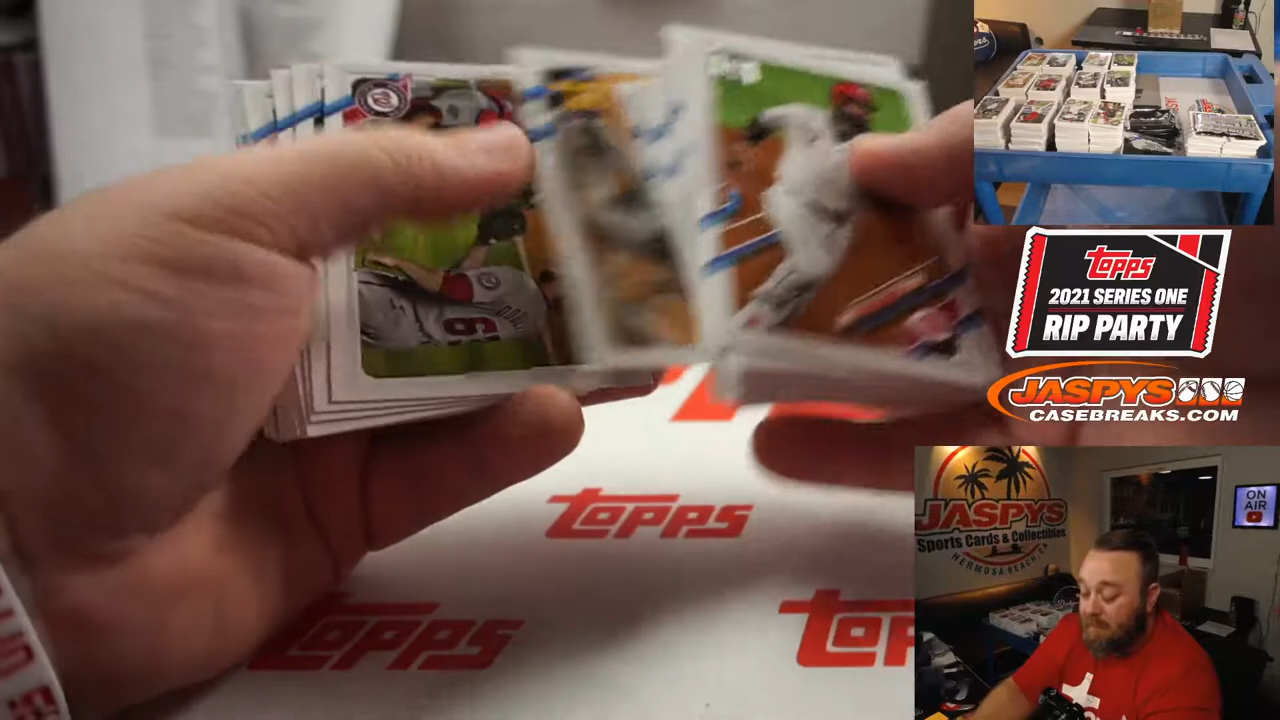 TOPPS
2021 SERIES ONE
RIP PARTY
JASPYS
CASEBREAKS.COM
TOPPS
TOPPS
JASPYS
Sports Cards & Collectibles
HERMOSA BEACH, CA
ON
AIR